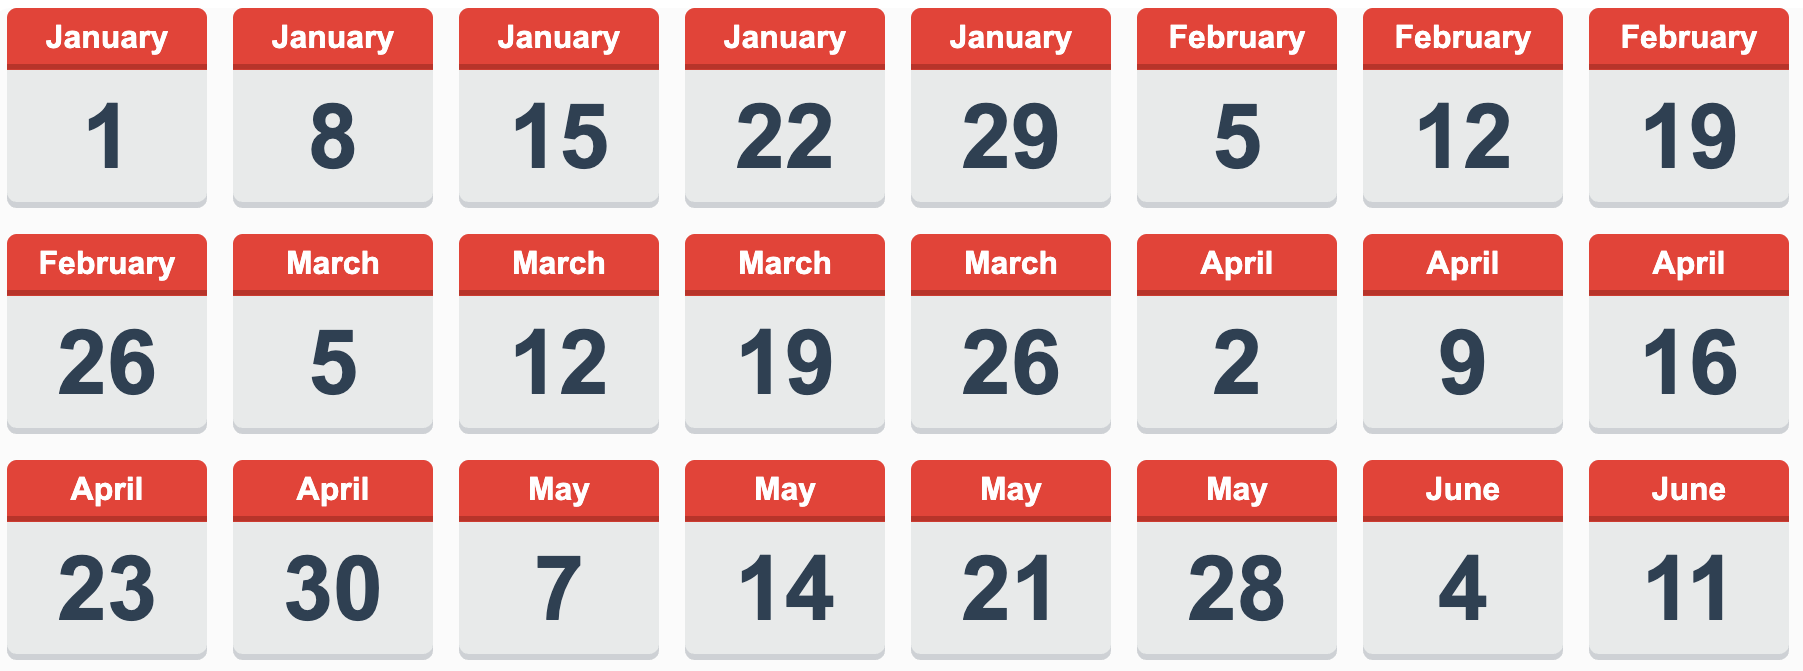 January January January January January February February February
1 8 15 22 29 5 12 19
February March March March March April April April
26 5 12 19 26 2 9 16
April April May May May May June June
23 30 7 14 21 28 4 11